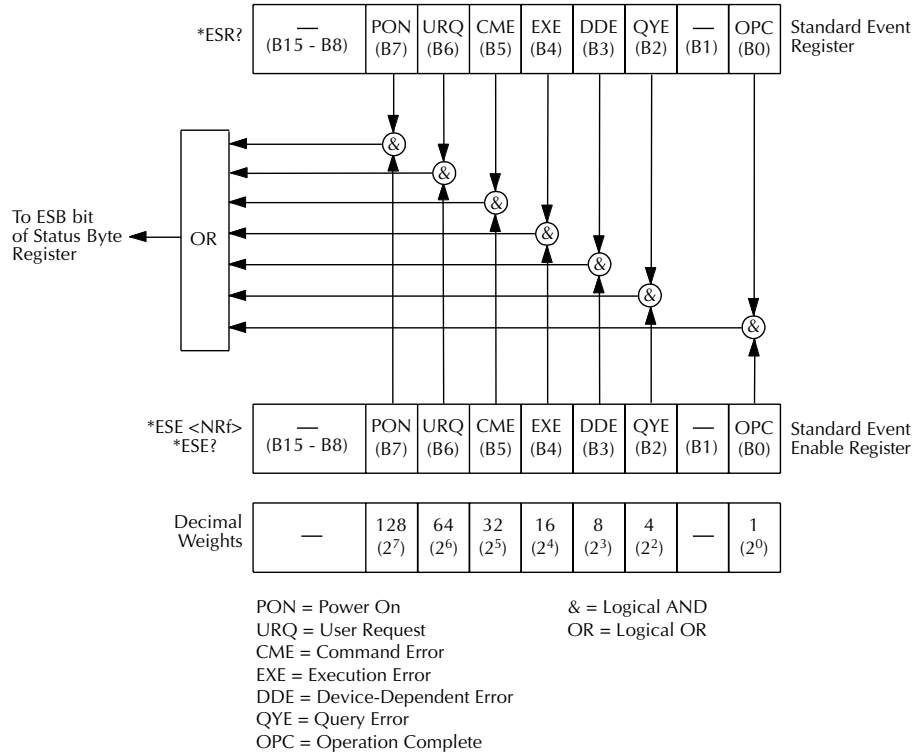 *ESR?
— (B15 - B8)
PON (B7)
URQ (B6)
CME (B5)
EXE (B4)
DDE (B3)
QYE (B2)
— (B1)
OPC (B0)
Standard Event
Register
&
&
&
&
&
&
&
To ESB bit
of Status Byte
Register
OR
*ESE <NRf>
*ESE?
— (B15 - B8)
PON (B7)
URQ (B6)
CME (B5)
EXE (B4)
DDE (B3)
QYE (B2)
— (B1)
OPC (B0)
Standard Event
Enable Register
Decimal
Weights
—
128 (2⁷)
64 (2⁶)
32 (2⁵)
16 (2⁴)
8 (2³)
4 (2²)
—
1 (2⁰)
PON = Power On
URQ = User Request
CME = Command Error
EXE = Execution Error
DDE = Device-Dependent Error
QYE = Query Error
OPC = Operation Complete
& = Logical AND
OR = Logical OR